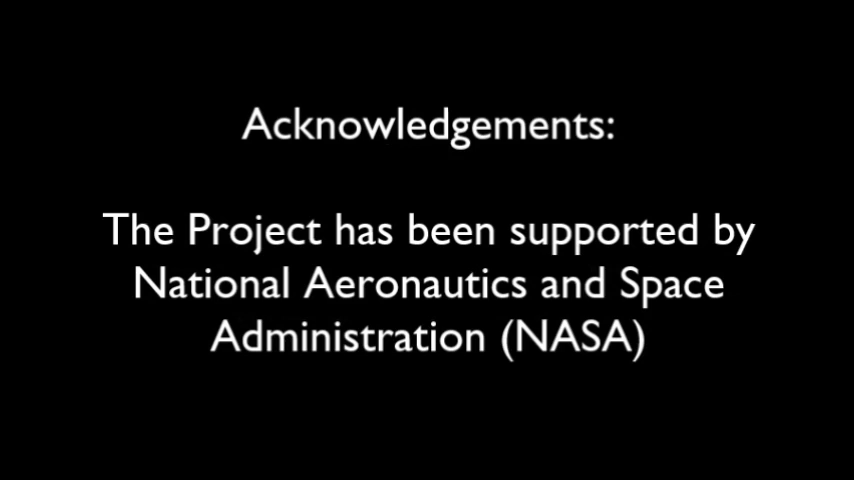 Acknowledgements:
The Project has been supported by
National Aeronautics and Space
Administration (NASA)